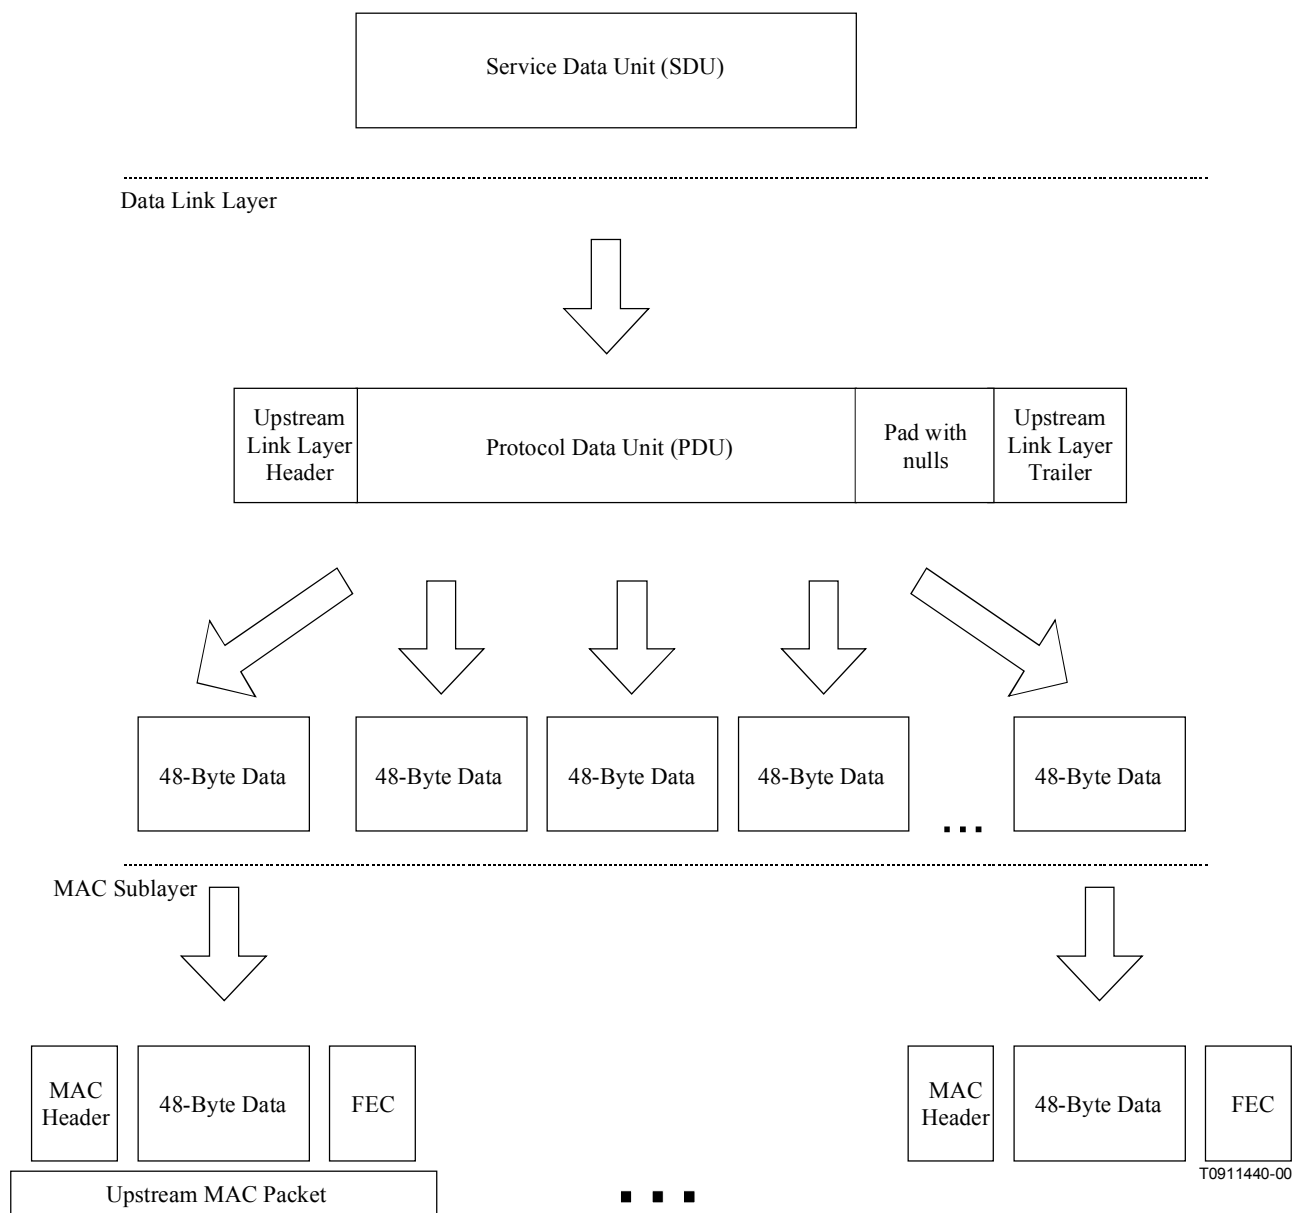 Service Data Unit (SDU)
Data Link Layer
Upstream
Link Layer
Header
Protocol Data Unit (PDU)
Pad with
nulls
Upstream
Link Layer
Trailer
48-Byte Data
48-Byte Data
48-Byte Data
48-Byte Data
...
48-Byte Data
MAC Sublayer
MAC
Header
48-Byte Data
FEC
MAC
Header
48-Byte Data
FEC
T0911440-00
Upstream MAC Packet
...